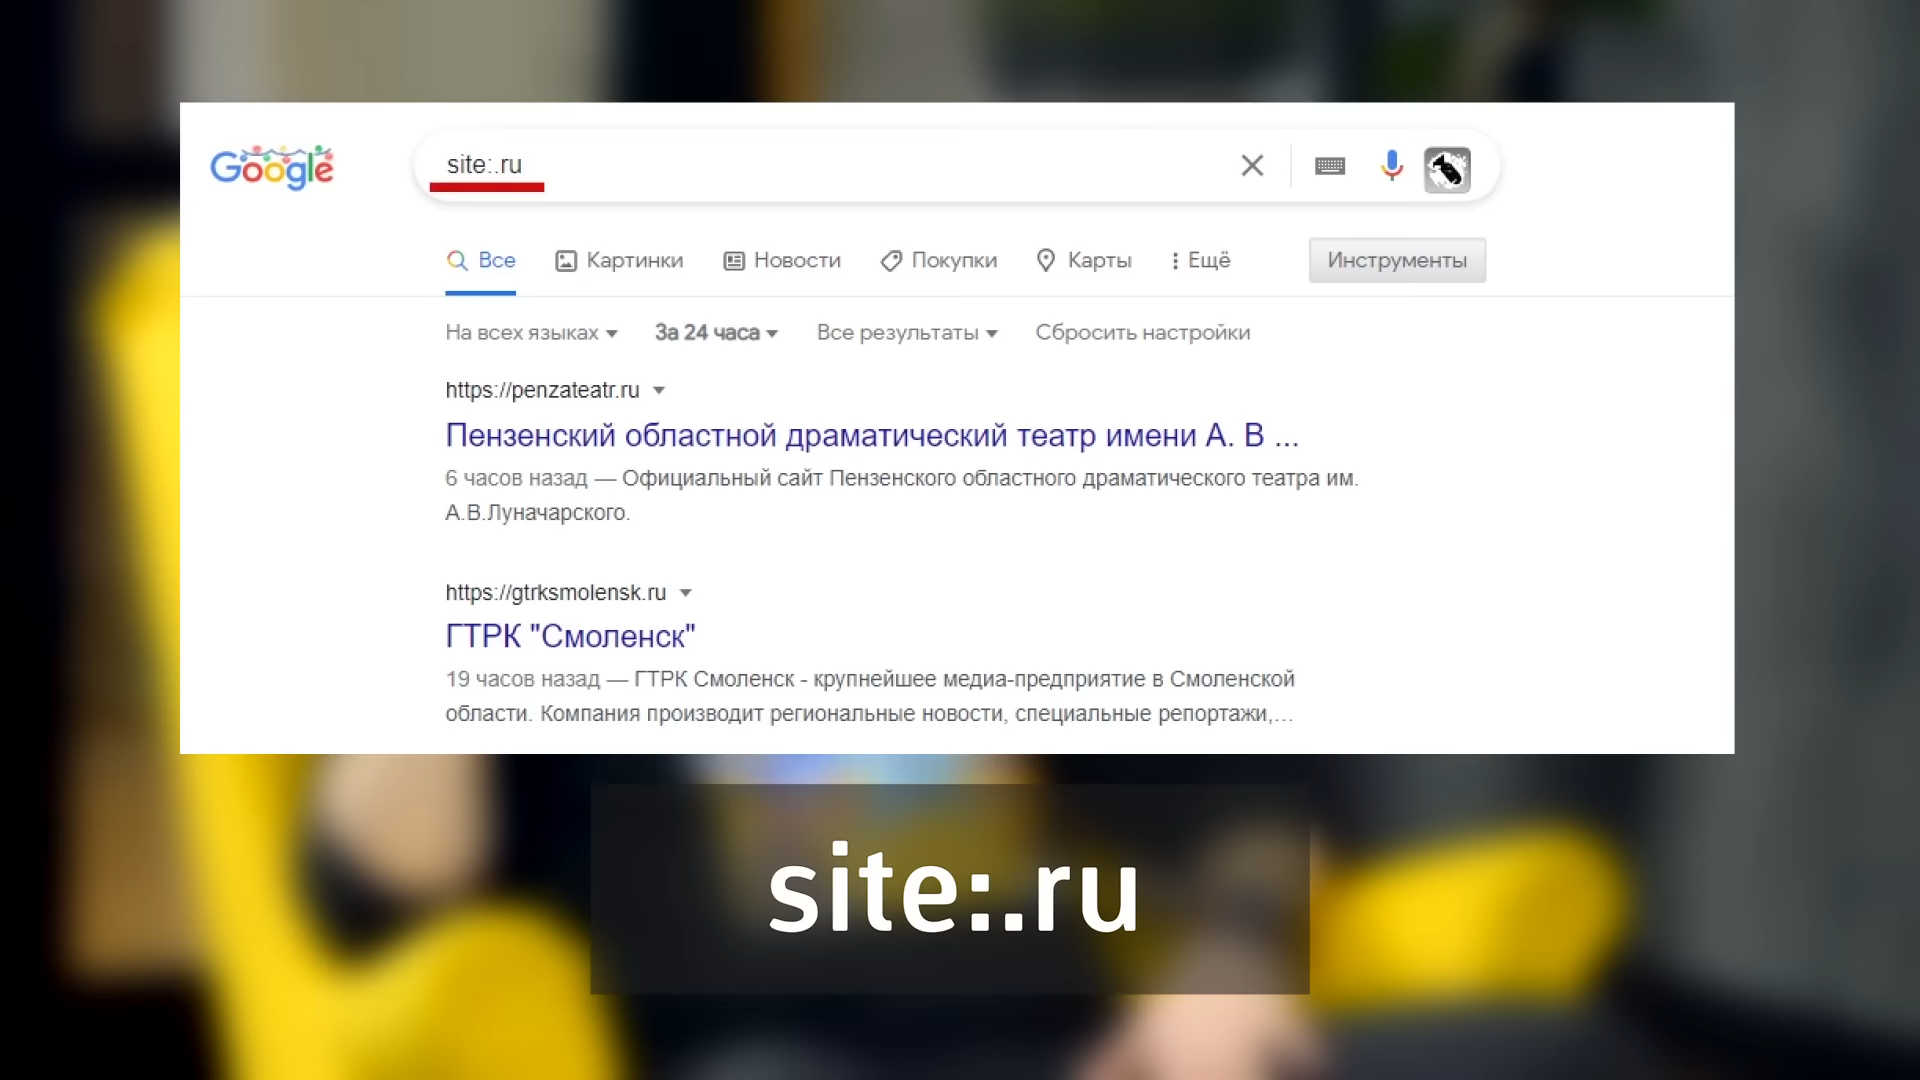 Google
site:.ru
Все Картинки Новости Покупки Карты Ещё Инструменты
На всех языках За 24 часа Все результаты Сбросить настройки
https://penzateatr.ru
Пензенский областной драматический театр имени А. В ...
6 часов назад — Официальный сайт Пензенского областного драматического театра им.
А.В.Луначарского.
https://gtrksmolensk.ru
ГТРК "Смоленск"
19 часов назад — ГТРК Смоленск - крупнейшее медиа-предприятие в Смоленской
области. Компания производит региональные новости, специальные репортажи,...
site:.ru